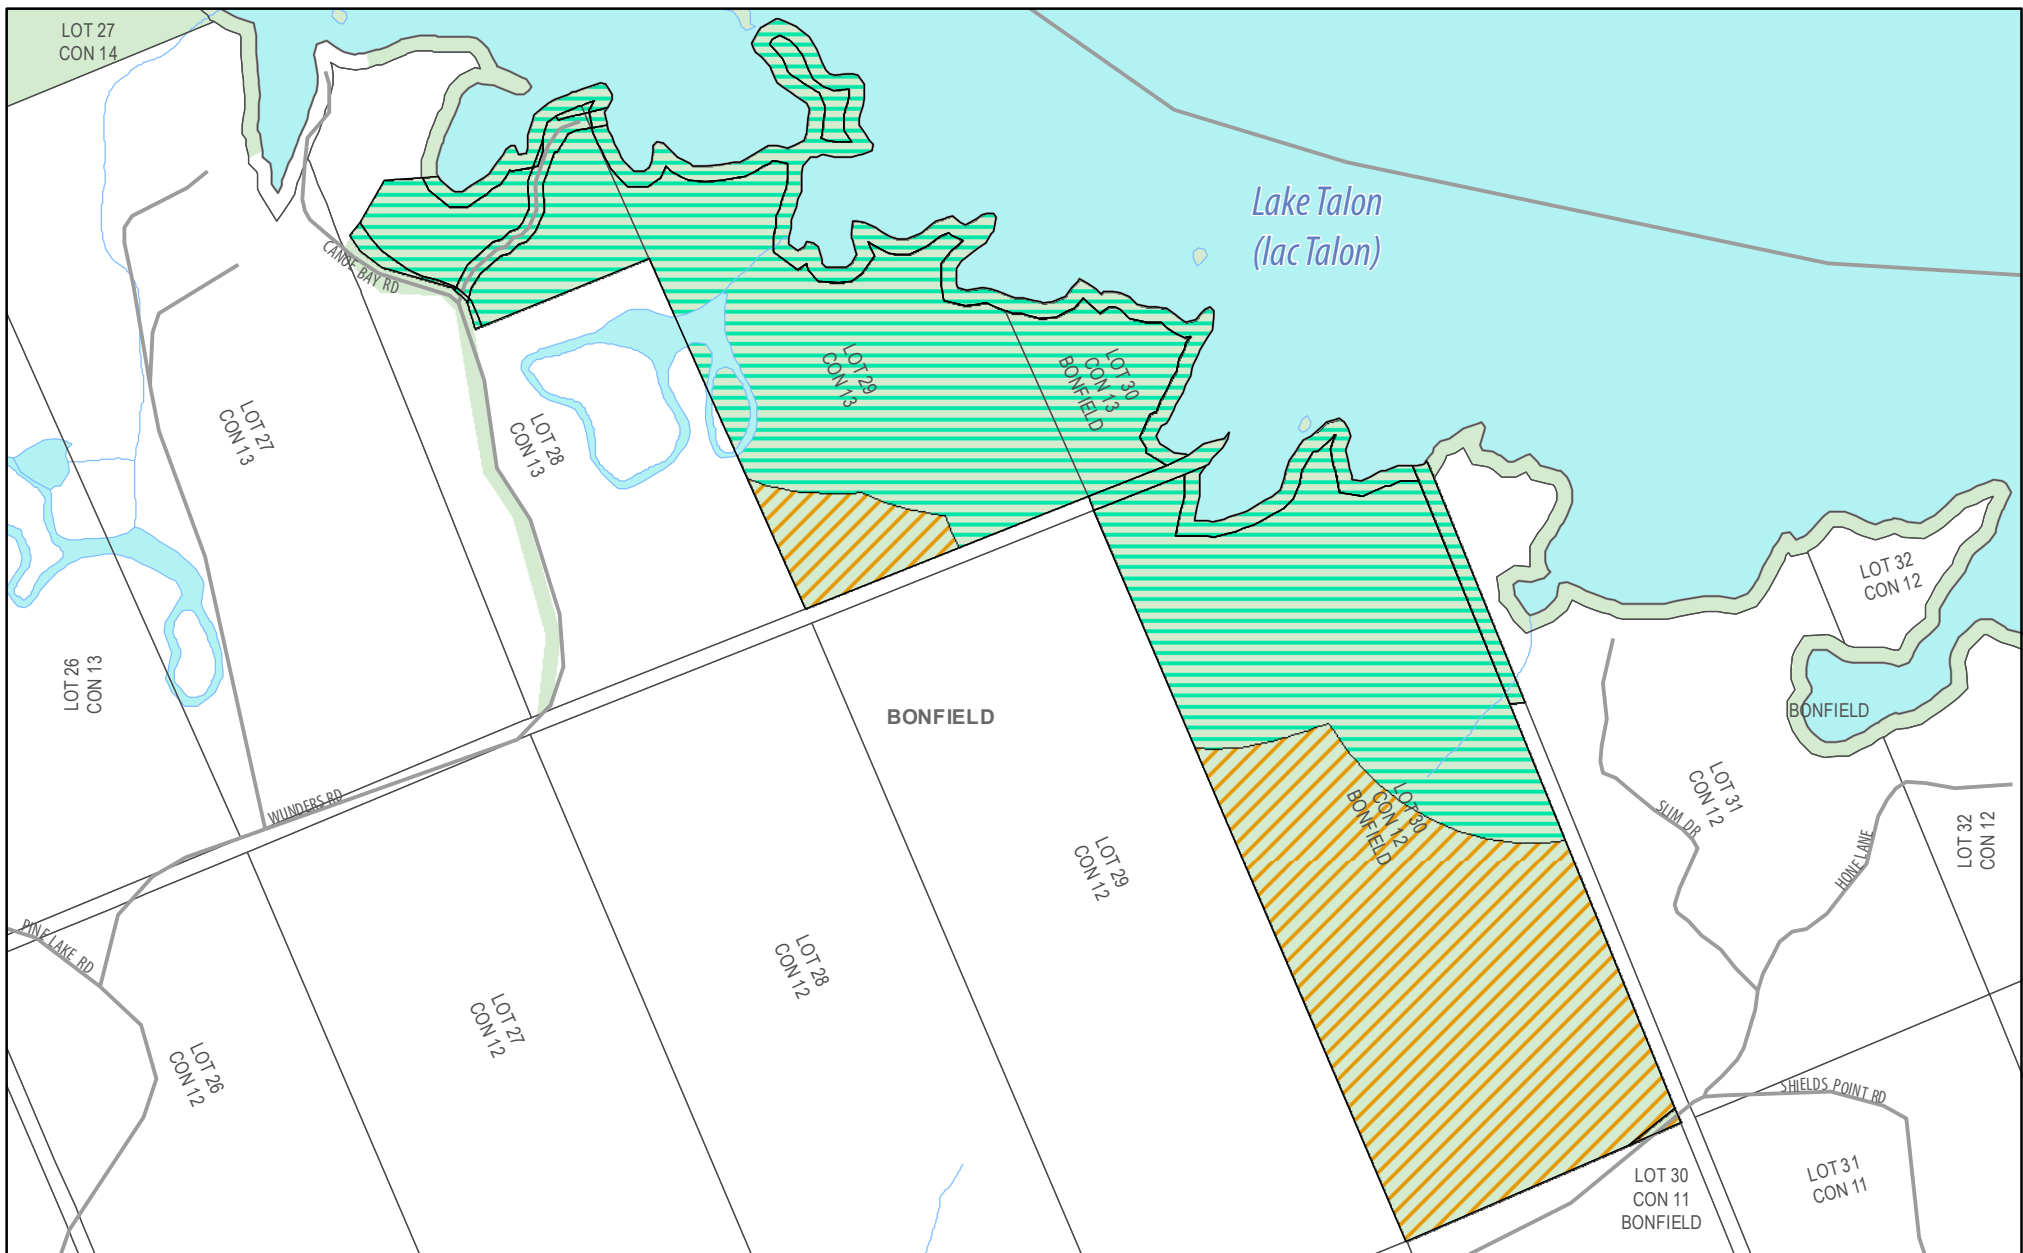 LOT 27
CON 14
Lake Talon
(lac Talon)
CANOE BAY RD
LOT 29
CON 13
LOT 30
CON 13
BONFIELD
LOT 27
CON 13
LOT 28
CON 13
LOT 32
CON 12
LOT 26
CON 13
BONFIELD
BONFIELD
WUNDERS RD
LOT 30
CON 12
BONFIELD
LOT 31
CON 12
SLIM DR
HONE LANE
LOT 32
CON 12
LOT 29
CON 12
PINE LAKE RD
LOT 28
CON 12
LOT 27
CON 12
LOT 26
CON 12
SHIELDS POINT RD
LOT 30
CON 11
BONFIELD
LOT 31
CON 11